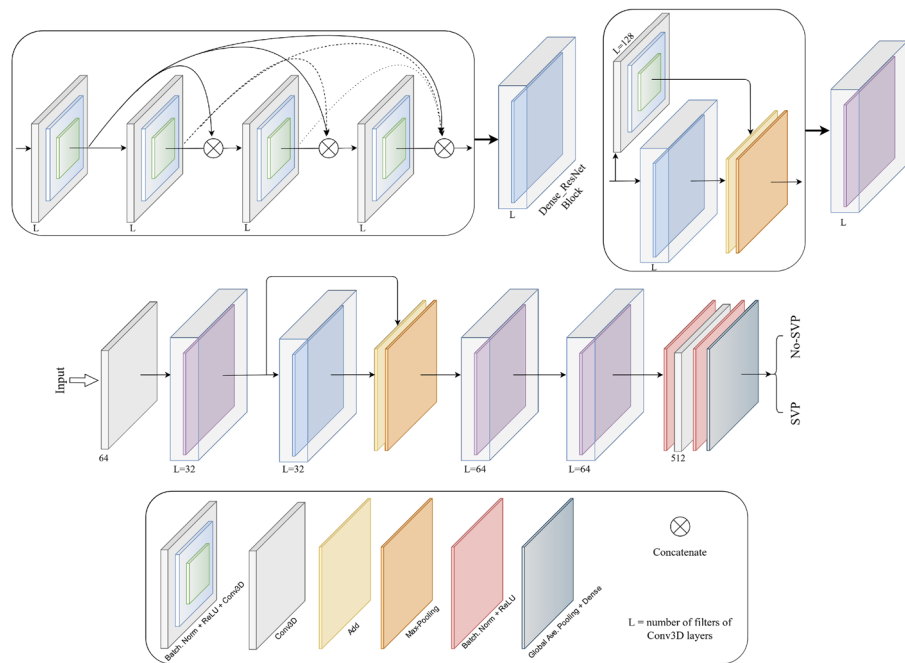 L=128
L
L
L
L
L
Dense_ResNet
Block
L
L
Input
64
L=32
L=32
L=64
L=64
512
No-SVP
SVP
Batch. Norm + ReLU + Conv3D
Conv3D
Add
Max-Pooling
Batch. Norm + ReLU
Global Ave. Pooling + Dense
Concatenate
L = number of filters of
Conv3D layers